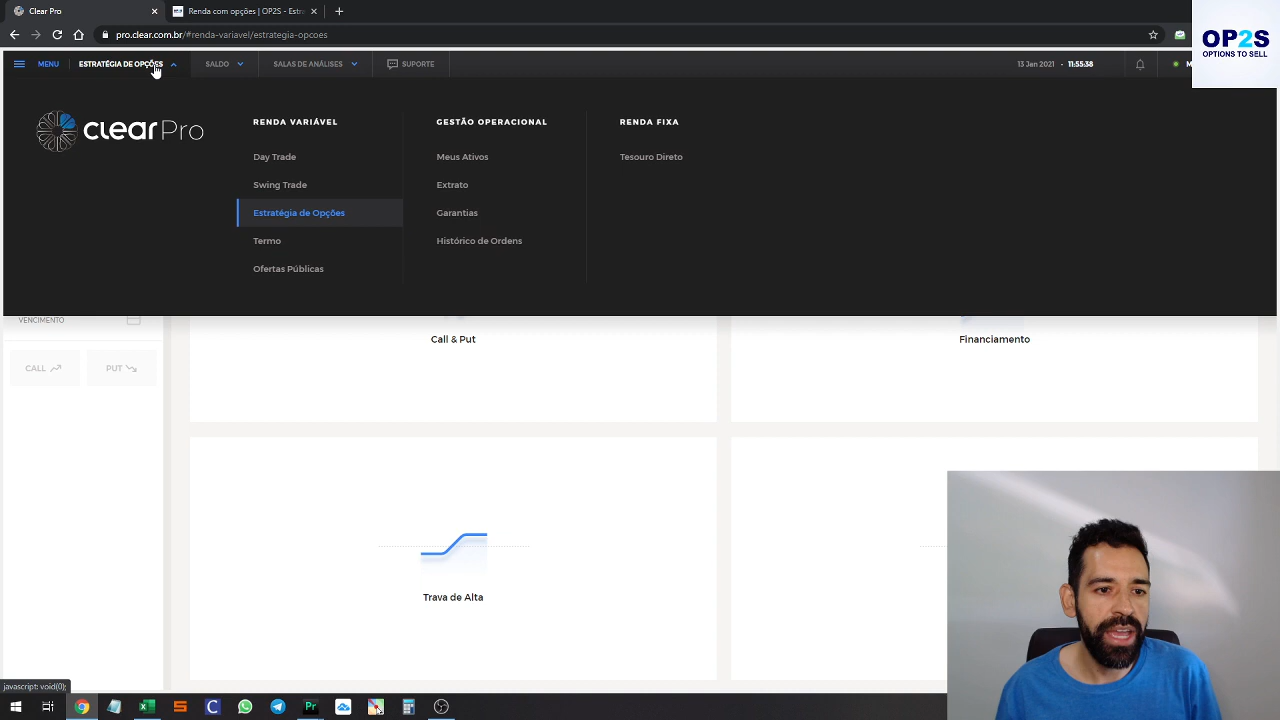 Clear Pro
Renda com opções | OP2S - Estra
pro.clear.com.br/#renda-variavel/estrategia-opcoes
OP2S
OPTIONS TO SELL
MENU
ESTRATÉGIA DE OPÇÕES
SALDO
SALAS DE ANÁLISES
SUPORTE
13 Jan 2021 • 11:55:38
M
clear Pro
RENDA VARIÁVEL
Day Trade
Swing Trade
Estratégia de Opções
Termo
Ofertas Públicas
GESTÃO OPERACIONAL
Meus Ativos
Extrato
Garantias
Histórico de Ordens
RENDA FIXA
Tesouro Direto
VENCIMENTO
CALL
PUT
Call & Put
Financiamento
Trava de Alta
javascript: void(0);